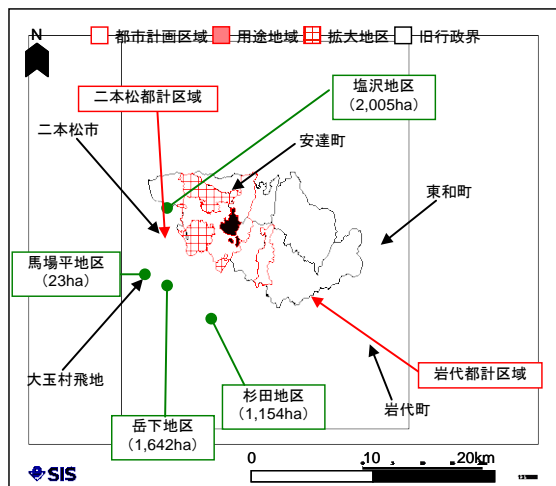 N
都市計画区域 用途地域 拡大地区 旧行政界
二本松都計区域
塩沢地区
(2,005ha)
二本松市
安達町
東和町
馬場平地区
(23ha)
大玉村飛地
岩代都計区域
杉田地区
(1,154ha)
岩代町
岳下地区
(1,642ha)
0 10 20km
SIS